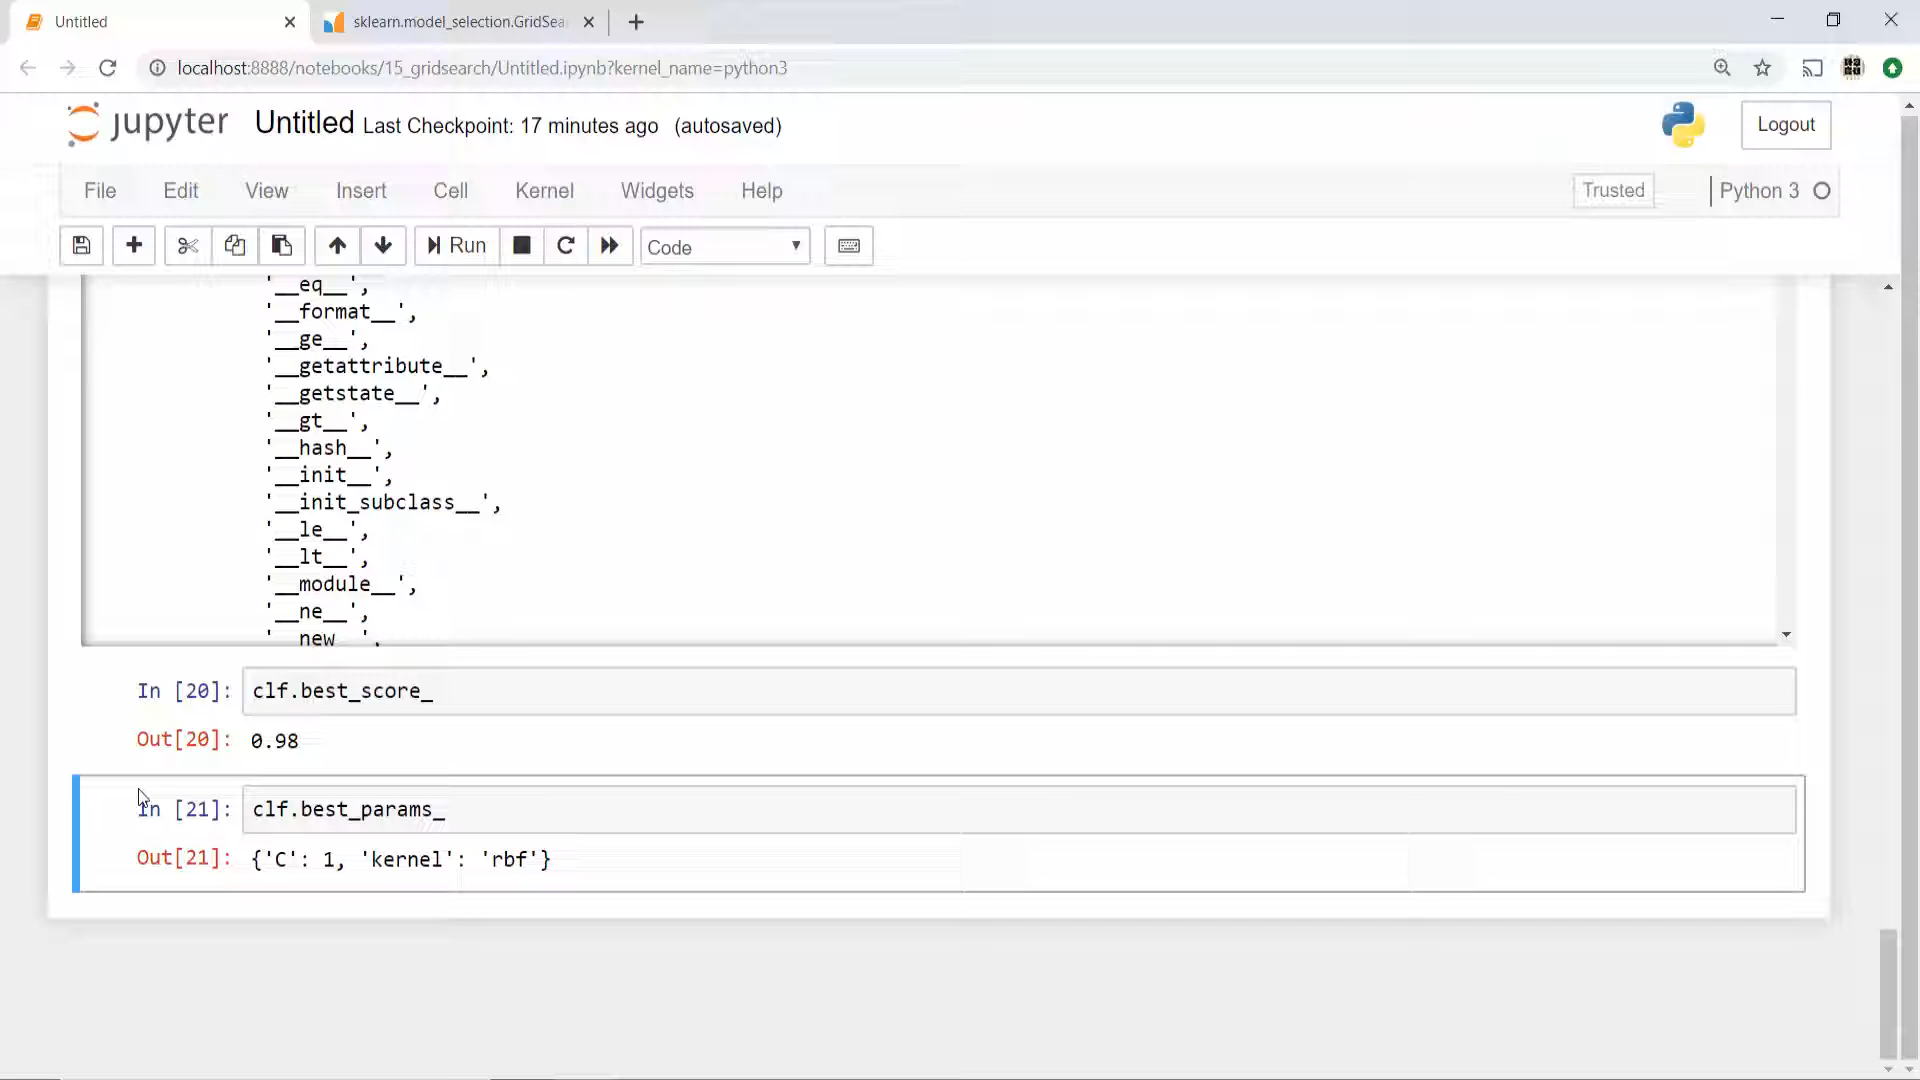 Untitled
sklearn.model_selection.GridSea
localhost:8888/notebooks/15_gridsearch/Untitled.ipynb?kernel_name=python3
jupyter Untitled Last Checkpoint: 17 minutes ago (autosaved)
Logout
File Edit View Insert Cell Kernel Widgets Help
Trusted
Python 3
Run
Code
'__eq__',
'__format__',
'__ge__',
'__getattribute__',
'__getstate__',
'__gt__',
'__hash__',
'__init__',
'__init_subclass__',
'__le__',
'__lt__',
'__module__',
'__ne__',
'__new__',
In [20]: clf.best_score_
Out[20]: 0.98
In [21]: clf.best_params_
Out[21]: {'C': 1, 'kernel': 'rbf'}